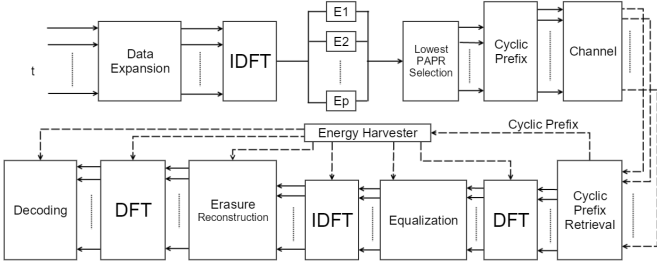 t
Data
Expansion
IDFT
E1
E2
Ep
Lowest
PAPR
Selection
Cyclic
Prefix
Channel
Energy Harvester
Cyclic Prefix
Decoding
DFT
Erasure
Reconstruction
IDFT
Equalization
DFT
Cyclic
Prefix
Retrieval